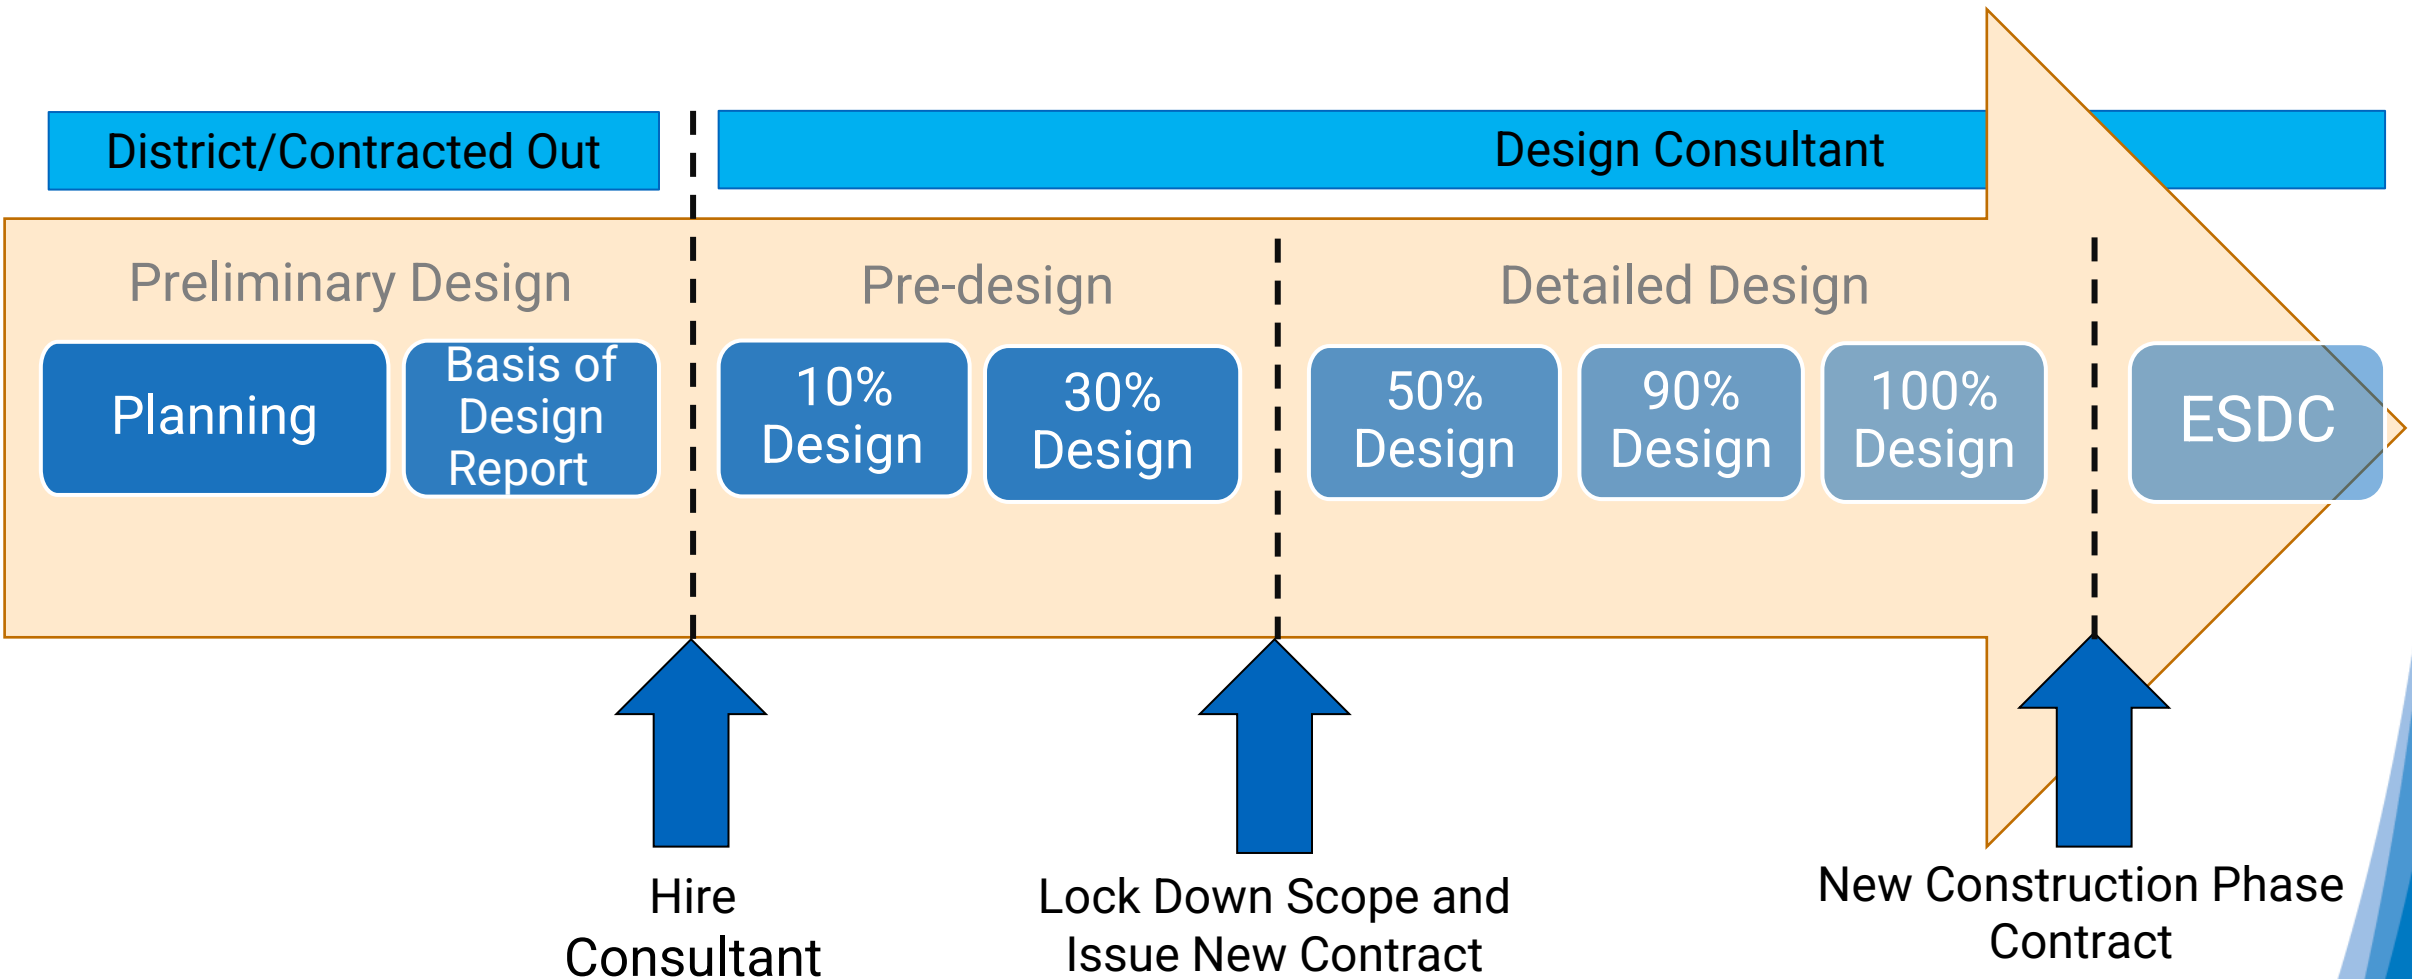 District/Contracted Out
Design Consultant
Preliminary Design
Pre-design
Detailed Design
Planning
Basis of
Design
Report
10%
Design
30%
Design
50%
Design
90%
Design
100%
Design
ESDC
Hire
Consultant
Lock Down Scope and
Issue New Contract
New Construction Phase
Contract